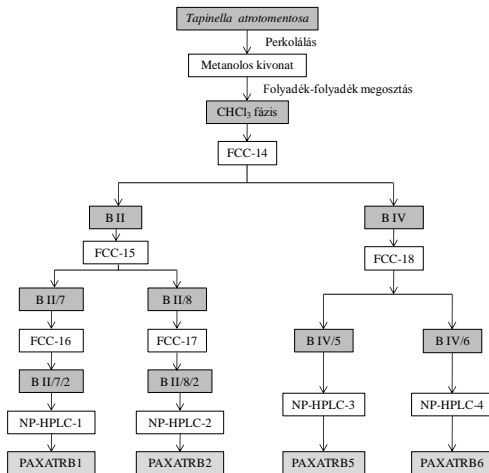 Tapinella atrotomentosa
Perkolálás
Metanolos kivonat
Folyadék-folyadék megosztás
CHCl₃ fázis
FCC-14
B II
B IV
FCC-15
FCC-18
B II/7
B II/8
FCC-16
FCC-17
B IV/5
B IV/6
B II/7/2
B II/8/2
NP-HPLC-3
NP-HPLC-4
NP-HPLC-1
NP-HPLC-2
PAXATRB1
PAXATRB2
PAXATRB5
PAXATRB6